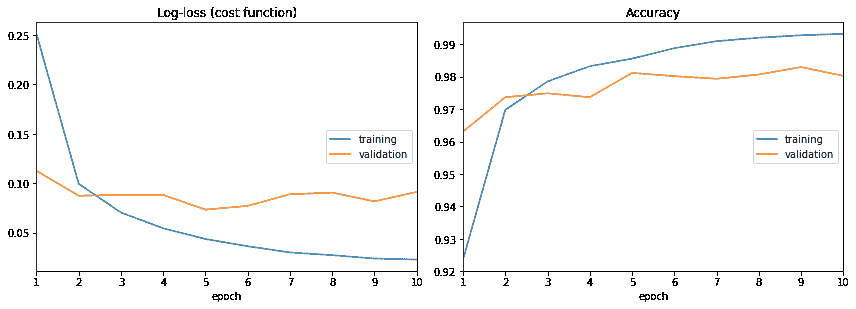 Log-loss (cost function)
0.25
0.20
0.15
0.10
0.05
training
validation
1 2 3 4 5 6 7 8 9 10
epoch
Accuracy
0.99
0.98
0.97
0.96
0.95
0.94
0.93
0.92
training
validation
1 2 3 4 5 6 7 8 9 10
epoch